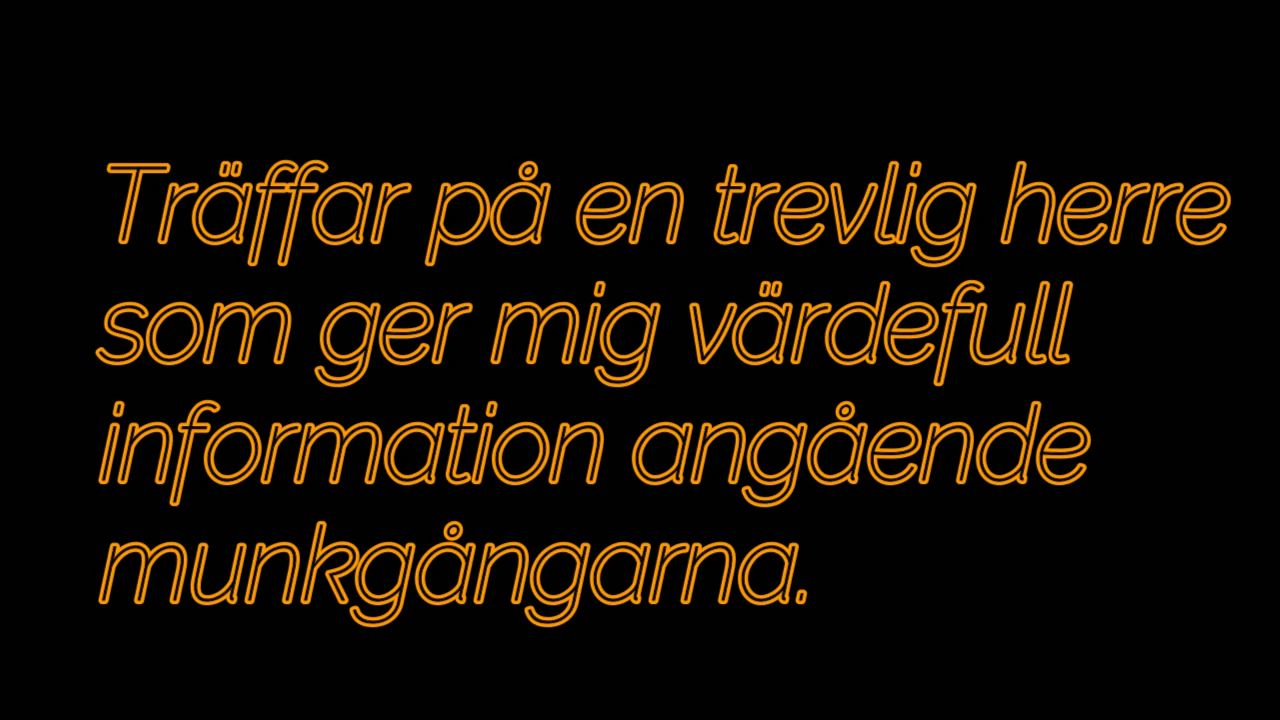 Träffar på en trevlig herre
som ger mig värdefull
information angående
munkgångarna.